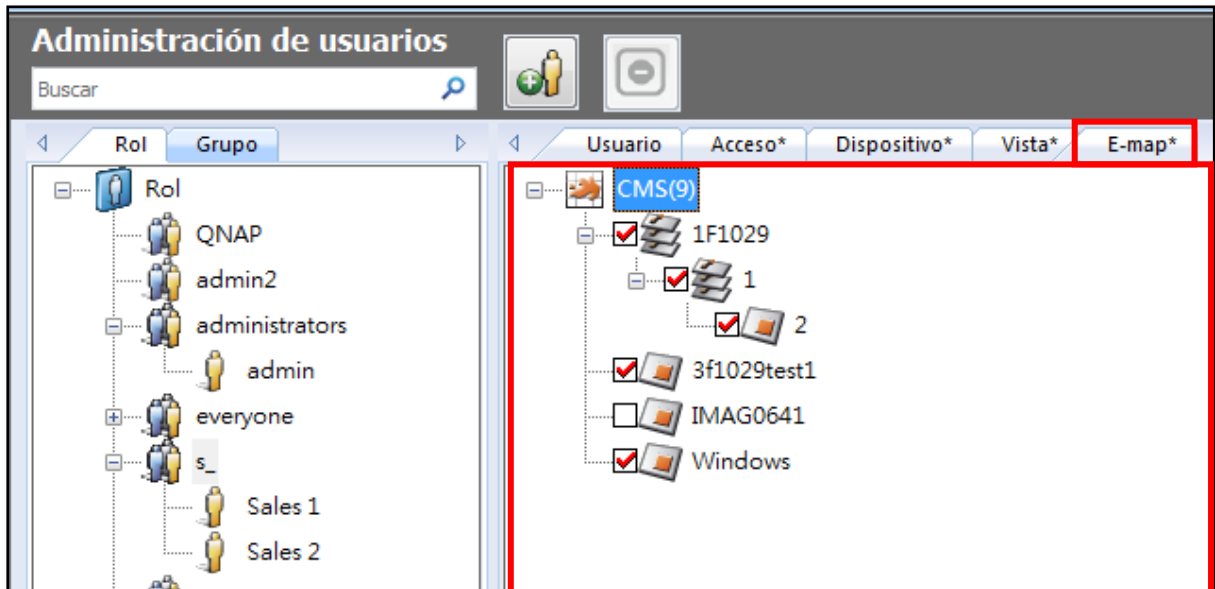 Administración de usuarios
Buscar
Rol Grupo
Rol
QNAP
admin2
administrators
admin
everyone
s_
Sales 1
Sales 2
Usuario Acceso* Dispositivo* Vista* E-map*
CMS(9)
1F1029
1
2
3f1029test1
IMAG0641
Windows